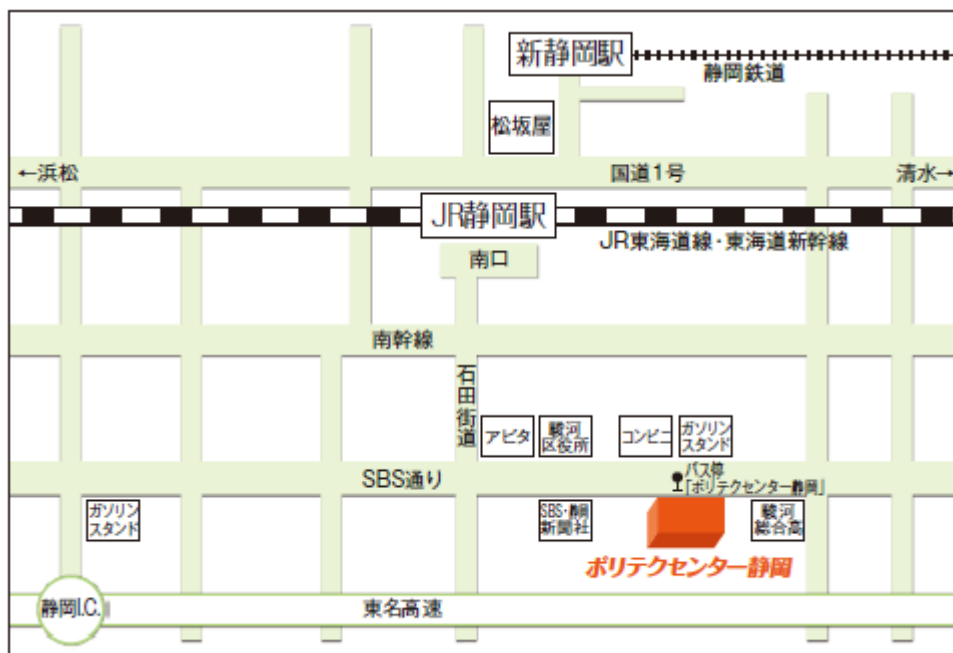 新静岡駅
静岡鉄道
松坂屋
←浜松
国道1号
清水→
JR静岡駅
JR東海道線・東海道新幹線
南口
南幹線
石田街道
アピタ
駿河
区役所
コンビニ
ガソリン
スタンド
SBS通り
バス停
「ポリテクセンター静岡」
ガソリン
スタンド
SBS・静岡
新聞社
駿河
総合高
ポリテクセンター静岡
静岡I.C.
東名高速